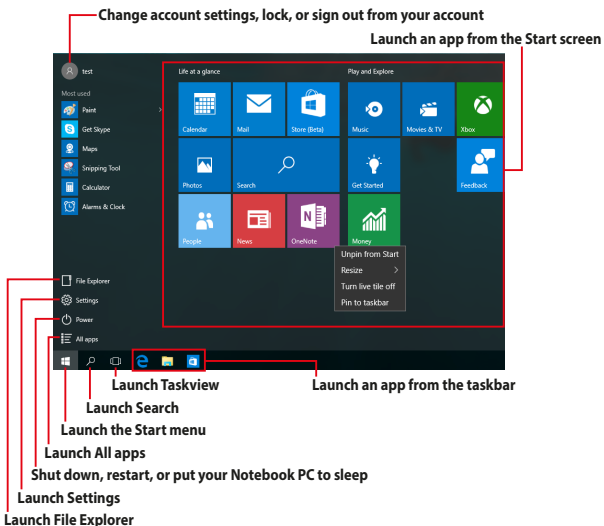 Change account settings, lock, or sign out from your account
Launch an app from the Start screen
test
Most used
Paint
Get Skype
Maps
Snipping Tool
Calculator
Alarms & Clock
File Explorer
Settings
Power
All apps
Life at a glance
Play and Explore
Calendar
Mail
Store (Beta)
Music
Movies & TV
Xbox
Photos
Search
Get Started
Feedback
People
News
OneNote
Money
Unpin from Start
Resize
Turn live tile off
Pin to taskbar
Launch Taskview
Launch an app from the taskbar
Launch Search
Launch the Start menu
Launch All apps
Shut down, restart, or put your Notebook PC to sleep
Launch Settings
Launch File Explorer